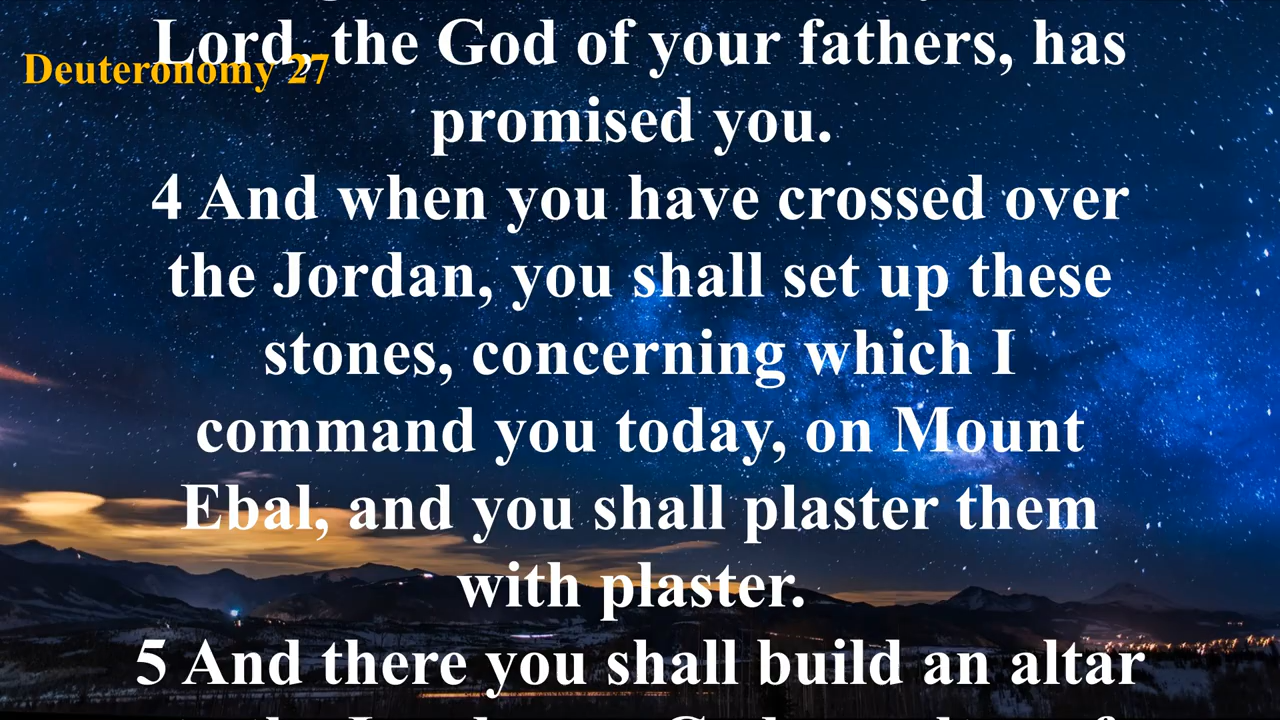 Deuteronomy 27
Lord, the God of your fathers, has
promised you.
4 And when you have crossed over
the Jordan, you shall set up these
stones, concerning which I
command you today, on Mount
Ebal, and you shall plaster them
with plaster.
5 And there you shall build an altar